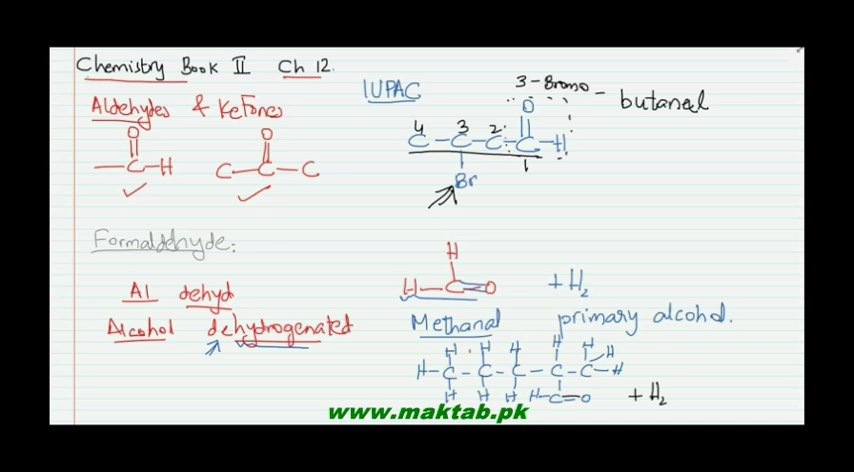 Chemistry Book II Ch 12.
Aldehydes & Ketones
O
C-H
O
C-C-C
IUPAC
3-Bromo-butanal
O
4 3 2
C-C-C-C-H
1
Br
Formaldehyde:
Al dehyd
Alcohol dehydrogenated
H
H-C=O
+H2
Methanal primary alcohol.
H H H H H
H
H-C-C-C-C-C-H
H H H H-C=O
+H2
www.maktab.pk